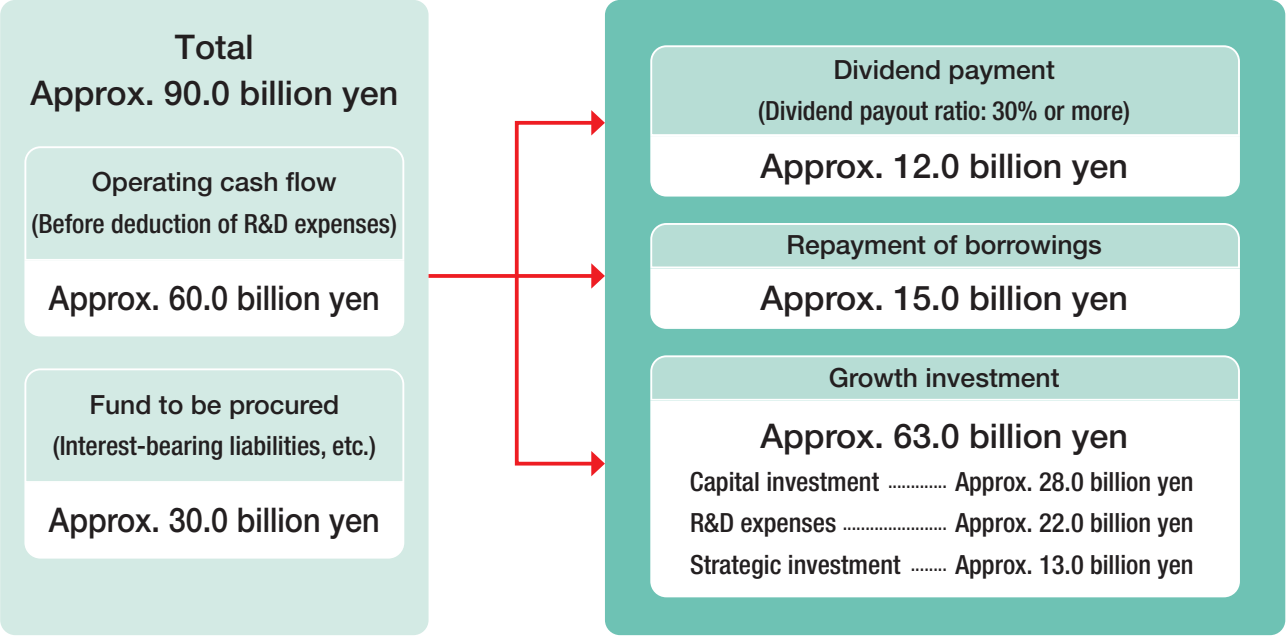 Total
Approx. 90.0 billion yen
Operating cash flow
(Before deduction of R&D expenses)
Approx. 60.0 billion yen
Fund to be procured
(Interest-bearing liabilities, etc.)
Approx. 30.0 billion yen
Dividend payment
(Dividend payout ratio: 30% or more)
Approx. 12.0 billion yen
Repayment of borrowings
Approx. 15.0 billion yen
Growth investment
Approx. 63.0 billion yen
Capital investment ............. Approx. 28.0 billion yen
R&D expenses ....................... Approx. 22.0 billion yen
Strategic investment ........ Approx. 13.0 billion yen